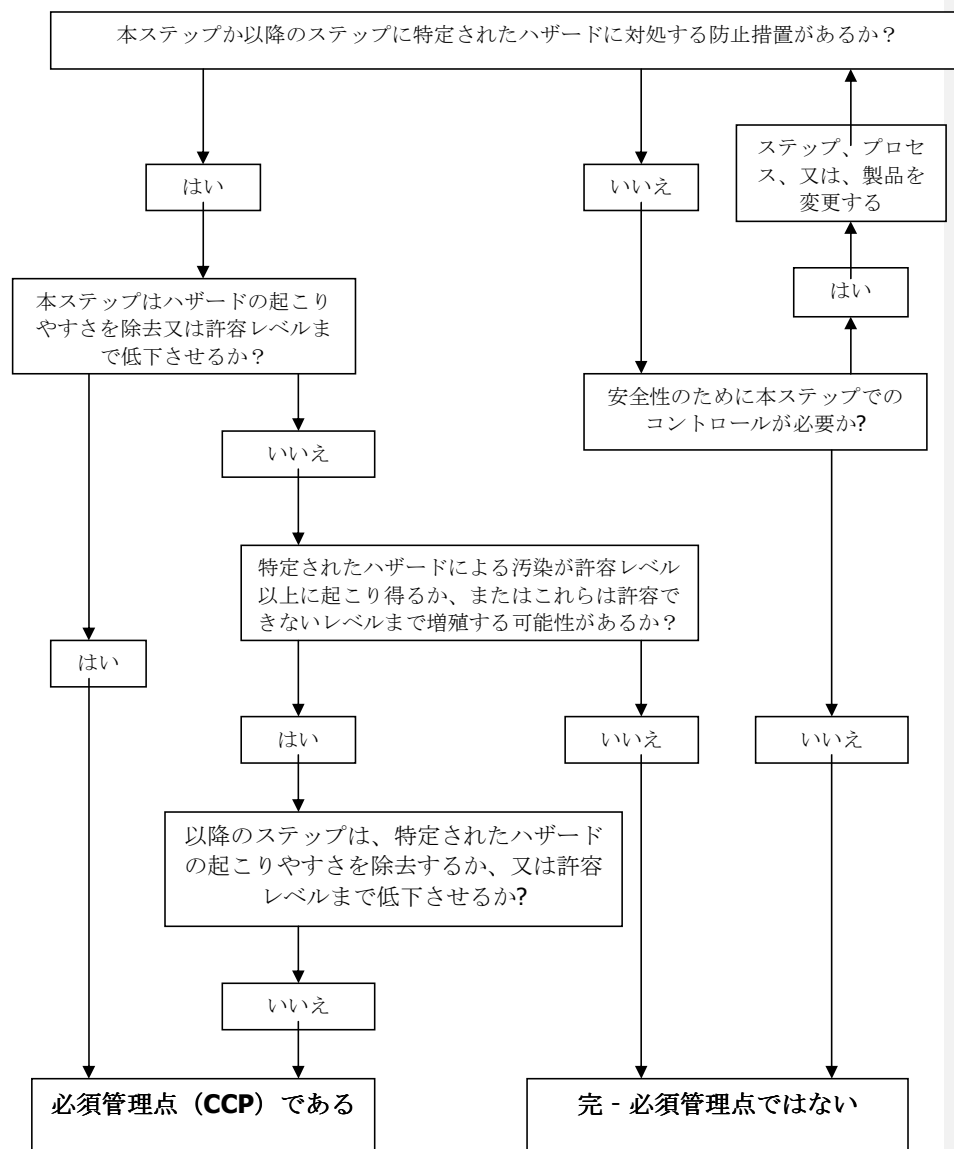 本ステップか以降のステップに特定されたハザードに対処する防止措置があるか？
ステップ、プロセ
ス、又は、製品を
変更する
はい
いいえ
はい
本ステップはハザードの起こり
やすさを除去又は許容レベルま
で低下させるか？
安全性のために本ステップでの
コントロールが必要か?
いいえ
特定されたハザードによる汚染が許容レベル
以上に起こり得るか、またはこれらは許容で
きないレベルまで増殖する可能性があるか？
はい
はい
いいえ
いいえ
以降のステップは、特定されたハザード
の起こりやすさを除去するか、又は許容
レベルまで低下させるか?
いいえ
必須管理点（CCP）である
完 - 必須管理点ではない